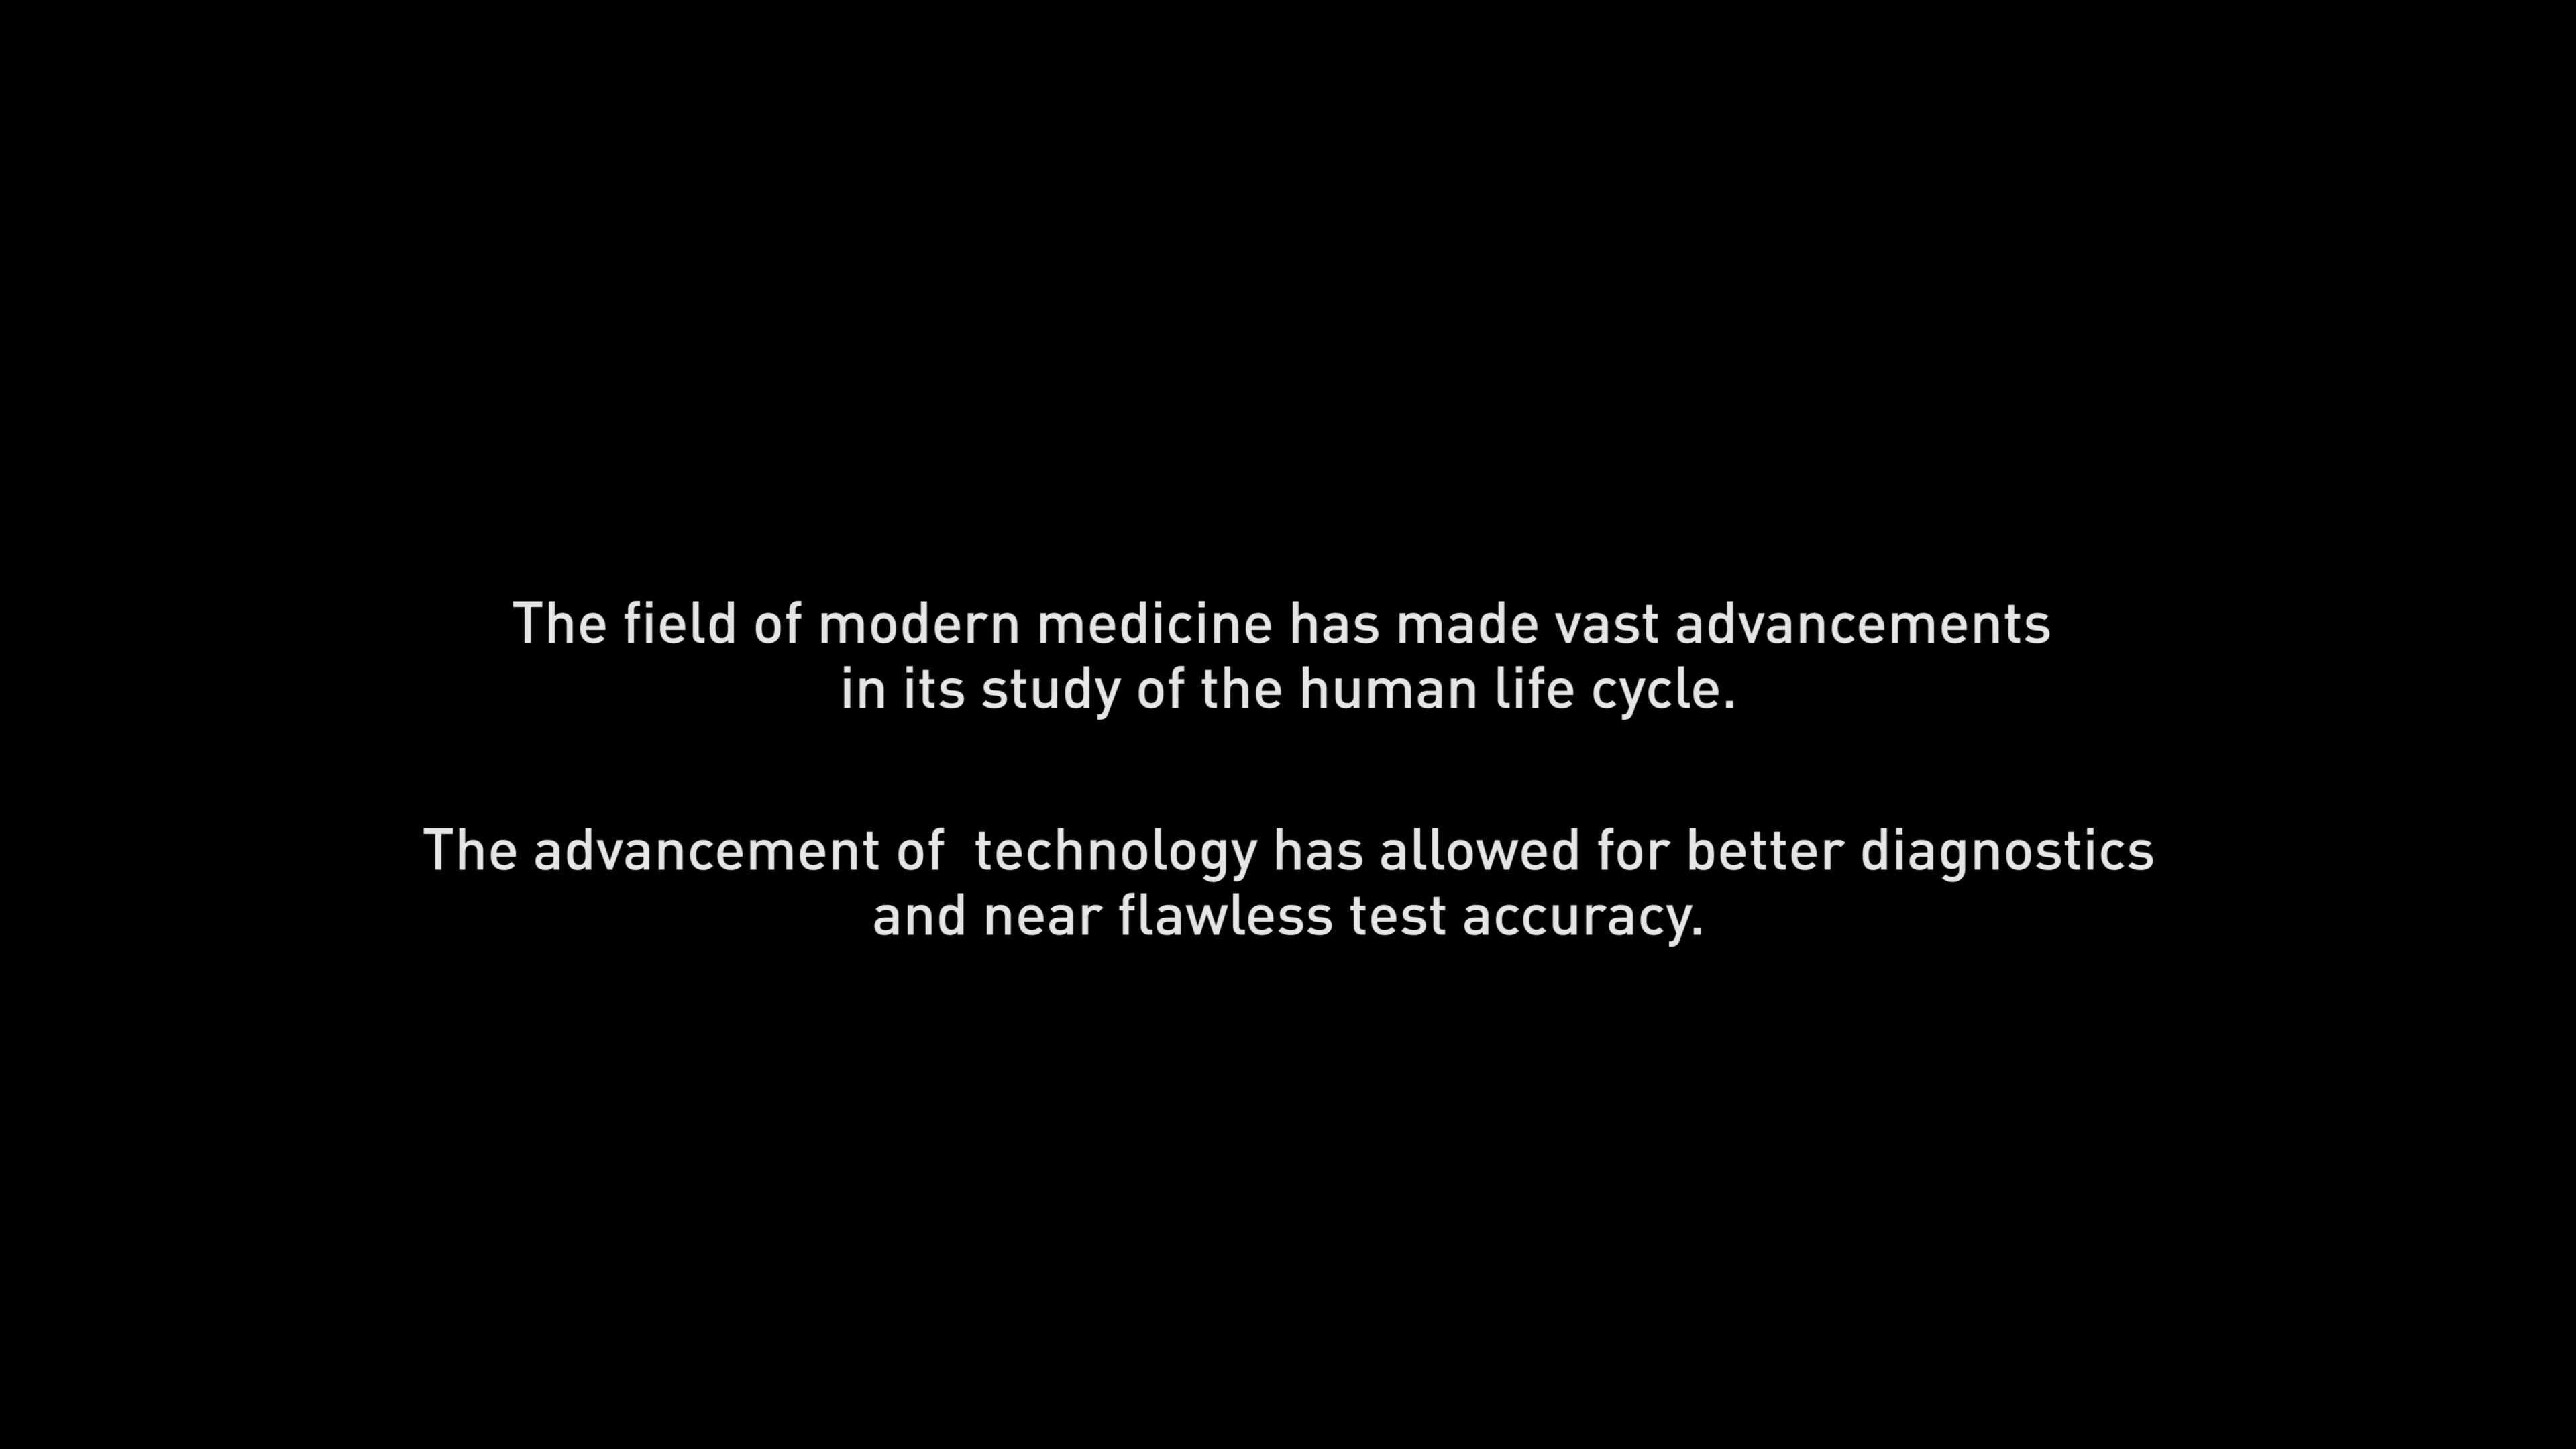 The field of modern medicine has made vast advancements
in its study of the human life cycle.
The advancement of  technology has allowed for better diagnostics
and near flawless test accuracy.